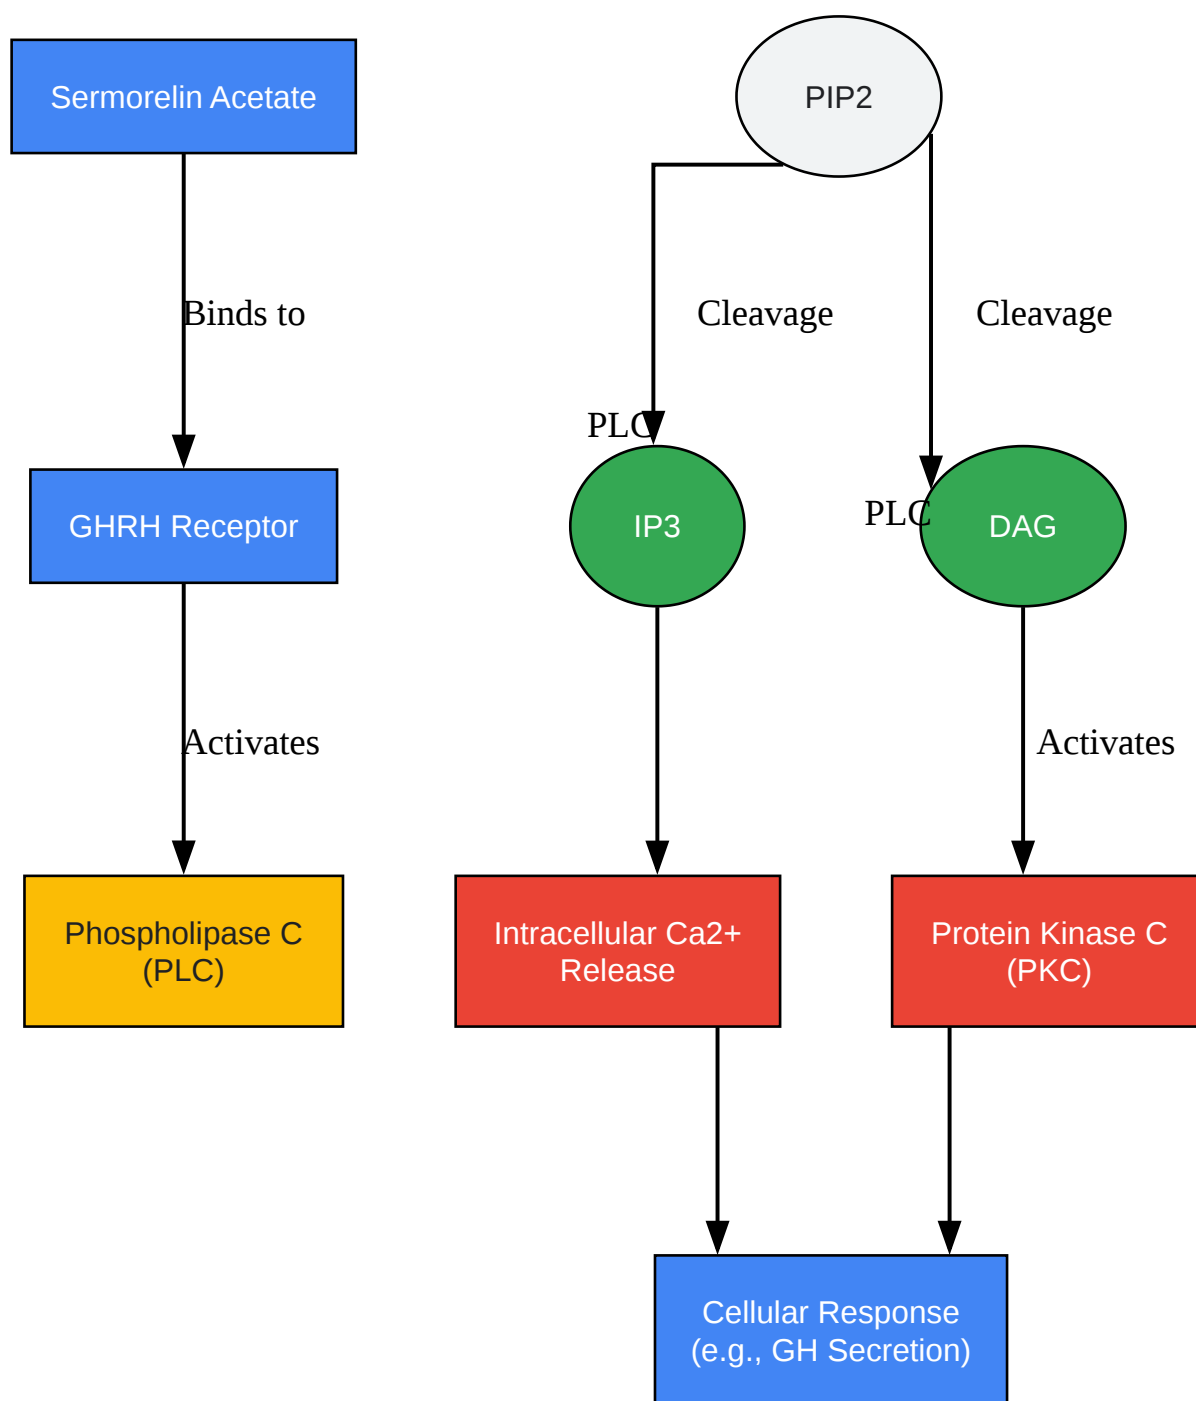 Sermorelin Acetate
PIP2
Binds to
Cleavage
Cleavage
PLC
PLC
GHRH Receptor
IP3
DAG
Activates
Activates
Phospholipase C
(PLC)
Intracellular Ca2+
Release
Protein Kinase C
(PKC)
Cellular Response
(e.g., GH Secretion)